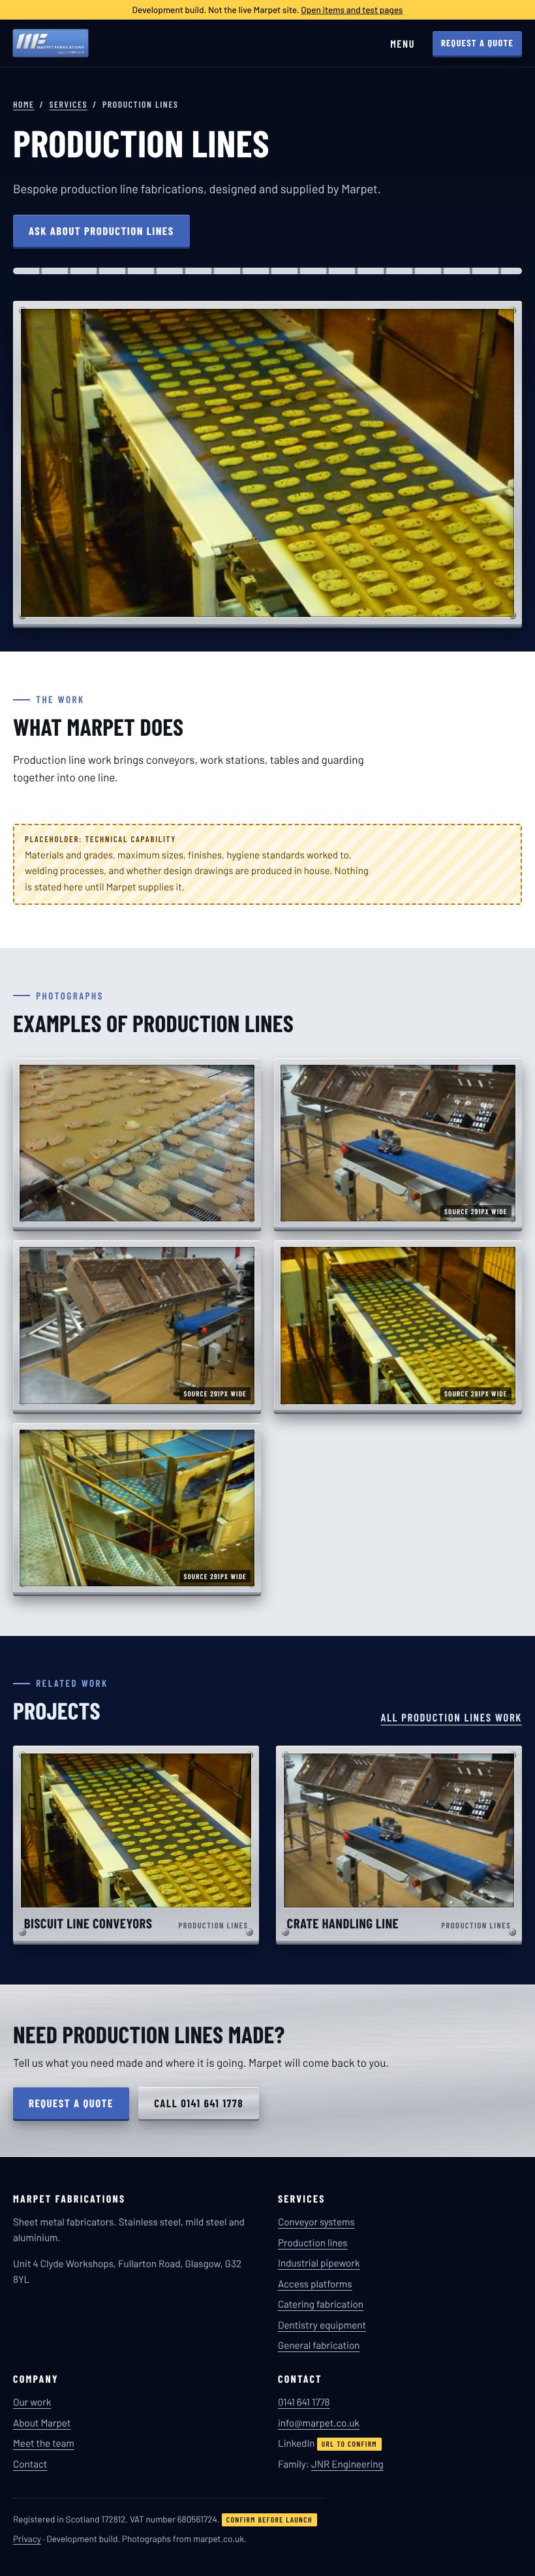 Development build. Not the live Marpet site. Open items and test pages
MARPET FABRICATIONS
MENU
REQUEST A QUOTE
HOME / SERVICES / PRODUCTION LINES
PRODUCTION LINES
Bespoke production line fabrications, designed and supplied by Marpet.
ASK ABOUT PRODUCTION LINES
THE WORK
WHAT MARPET DOES
Production line work brings conveyors, work stations, tables and guarding
together into one line.
PLACEHOLDER: TECHNICAL CAPABILITY
Materials and grades, maximum sizes, finishes, hygiene standards worked to,
welding processes, and whether design drawings are produced in house. Nothing
is stated here until Marpet supplies it.
PHOTOGRAPHS
EXAMPLES OF PRODUCTION LINES
SOURCE 291PX WIDE
SOURCE 291PX WIDE
SOURCE 291PX WIDE
SOURCE 291PX WIDE
RELATED WORK
PROJECTS
ALL PRODUCTION LINES WORK
BISCUIT LINE CONVEYORS
PRODUCTION LINES
CRATE HANDLING LINE
PRODUCTION LINES
NEED PRODUCTION LINES MADE?
Tell us what you need made and where it is going. Marpet will come back to you.
REQUEST A QUOTE
CALL 0141 641 1778
MARPET FABRICATIONS
Sheet metal fabricators. Stainless steel, mild steel and
aluminium.
Unit 4 Clyde Workshops, Fullarton Road, Glasgow, G32
8YL
SERVICES
Conveyor systems
Production lines
Industrial pipework
Access platforms
Catering fabrication
Dentistry equipment
General fabrication
COMPANY
Our work
About Marpet
Meet the team
Contact
CONTACT
0141 641 1778
info@marpet.co.uk
LinkedIn URL TO CONFIRM
Family: JNR Engineering
Registered in Scotland 172812. VAT number 680561724. CONFIRM BEFORE LAUNCH
Privacy · Development build. Photographs from marpet.co.uk.